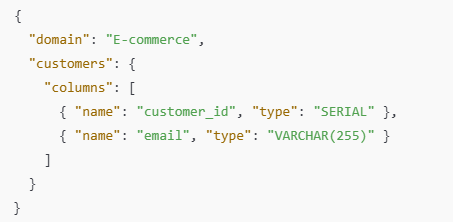 {
  "domain": "E-commerce",
  "customers": {
    "columns": [
      { "name": "customer_id", "type": "SERIAL" },
      { "name": "email", "type": "VARCHAR(255)" }
    ]
  }
}